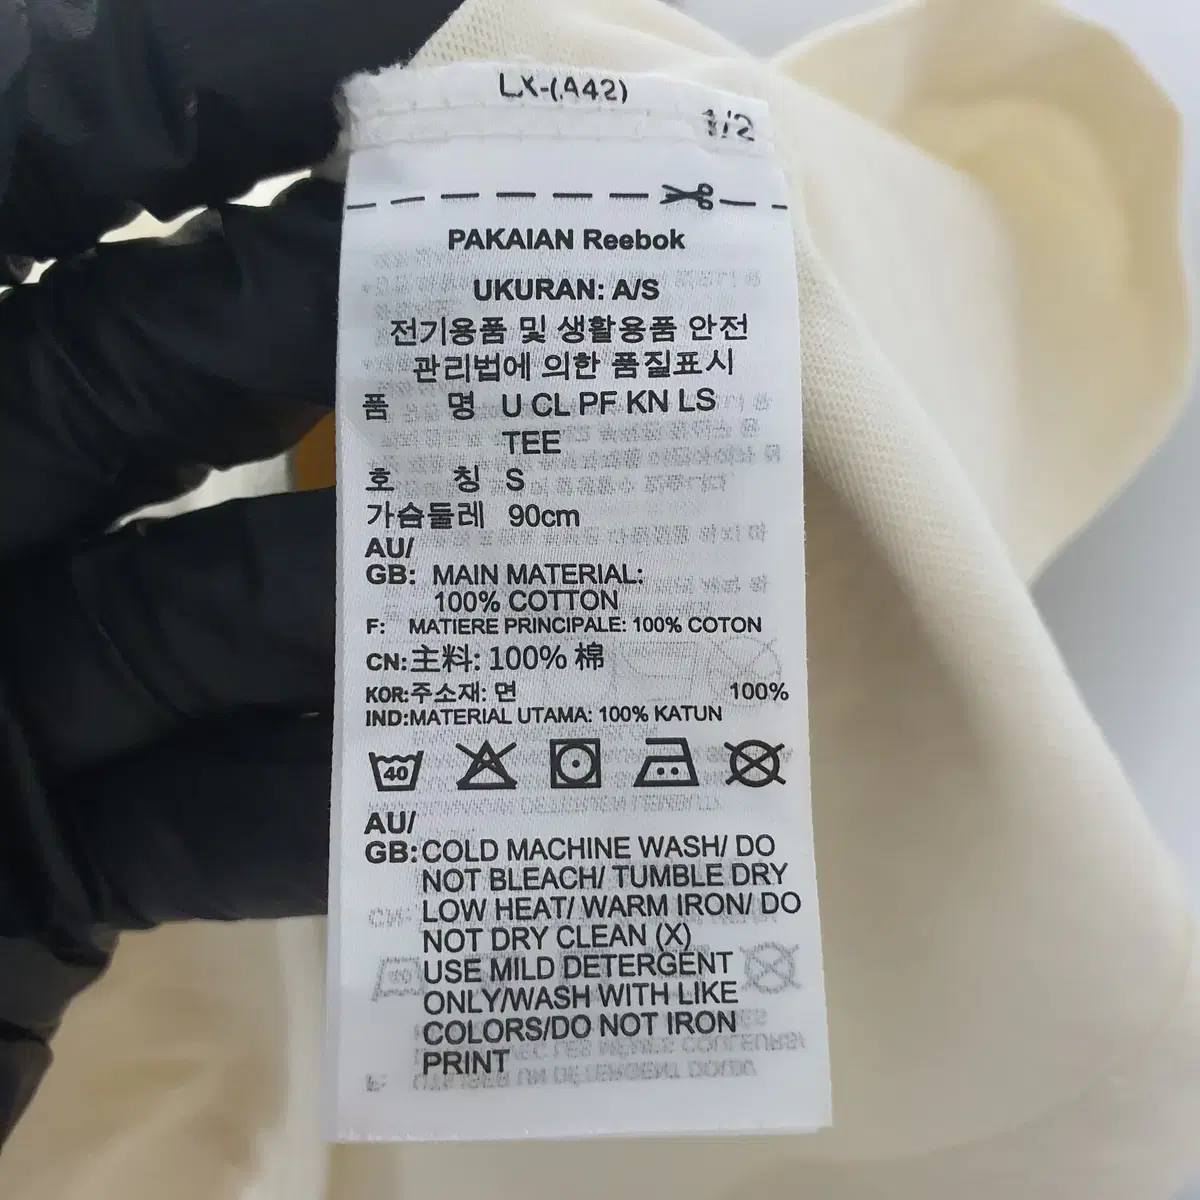 LX-(A42)
1/2
PAKAIAN Reebok
UKURAN: A/S
전기용품 및 생활용품 안전
관리법에 의한 품질표시
품 명 U CL PF KN LS
TEE
호 칭 S
가슴둘레 90cm
AU/
GB: MAIN MATERIAL:
100% COTTON
F: MATIERE PRINCIPALE: 100% COTON
CN:主料: 100% 棉
KOR:주소재: 면 100%
IND:MATERIAL UTAMA: 100% KATUN
40
AU/
GB:COLD MACHINE WASH/ DO
NOT BLEACH/ TUMBLE DRY
LOW HEAT/ WARM IRON/ DO
NOT DRY CLEAN (X)
USE MILD DETERGENT
ONLY/WASH WITH LIKE
COLORS/DO NOT IRON
PRINT